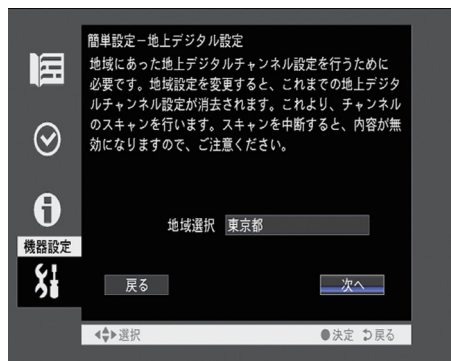 簡単設定－地上デジタル設定
地域にあった地上デジタルチャンネル設定を行うために
必要です。地域設定を変更すると、これまでの地上デジタ
ルチャンネル設定が消去されます。これより、チャンネル
のスキャンを行います。スキャンを中断すると、内容が無
効になりますので、ご注意ください。
地域選択 東京都
機器設定
戻る 次へ
選択 決定 戻る